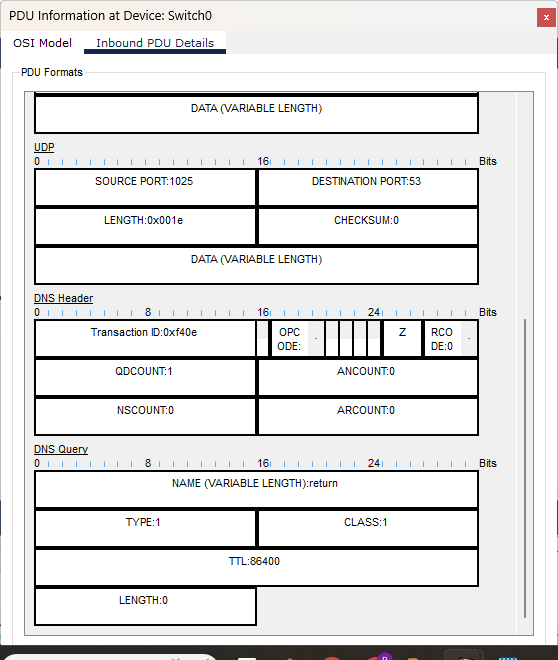 PDU Information at Device: Switch0
x
OSI Model Inbound PDU Details
PDU Formats
DATA (VARIABLE LENGTH)
UDP
0 16 Bits
SOURCE PORT:1025 DESTINATION PORT:53
LENGTH:0x001e CHECKSUM:0
DATA (VARIABLE LENGTH)
DNS Header
0 8 16 24 Bits
Transaction ID:0xf40e OPC Z RCO
ODE: DE:0
QDCOUNT:1 ANCOUNT:0
NSCOUNT:0 ARCOUNT:0
DNS Query
0 8 16 24 Bits
NAME (VARIABLE LENGTH):return
TYPE:1 CLASS:1
TTL:86400
LENGTH:0